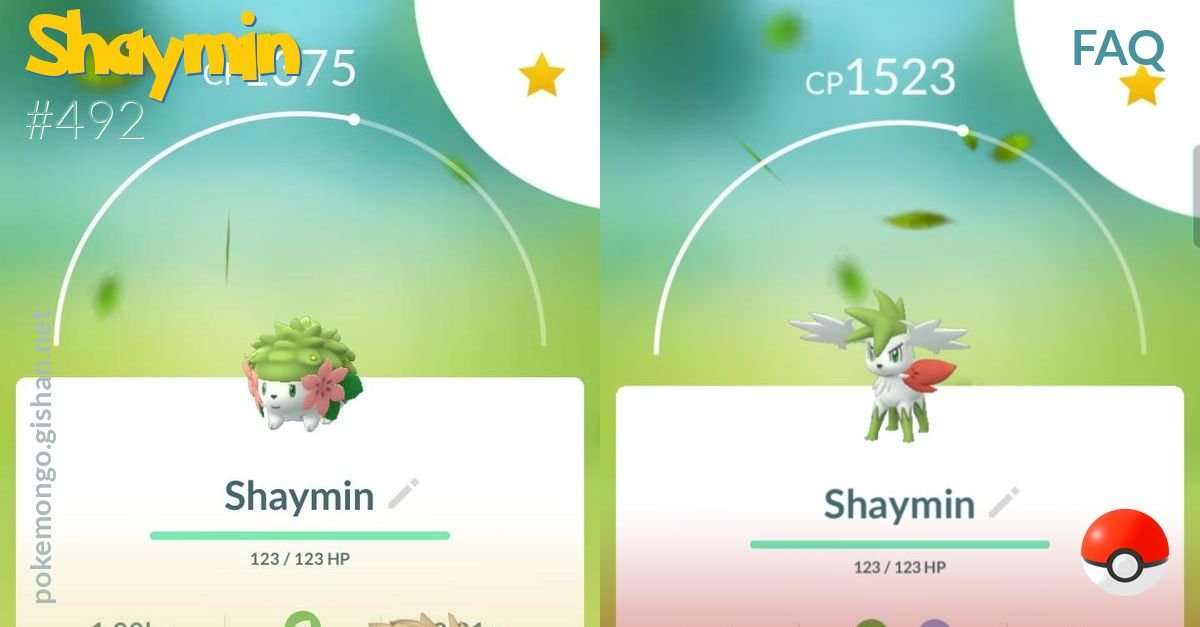 Shaymin
#492
FAQ
CP1523
Shaymin
123 / 123 HP
Shaymin
123 / 123 HP
pokemongo.gishan.net